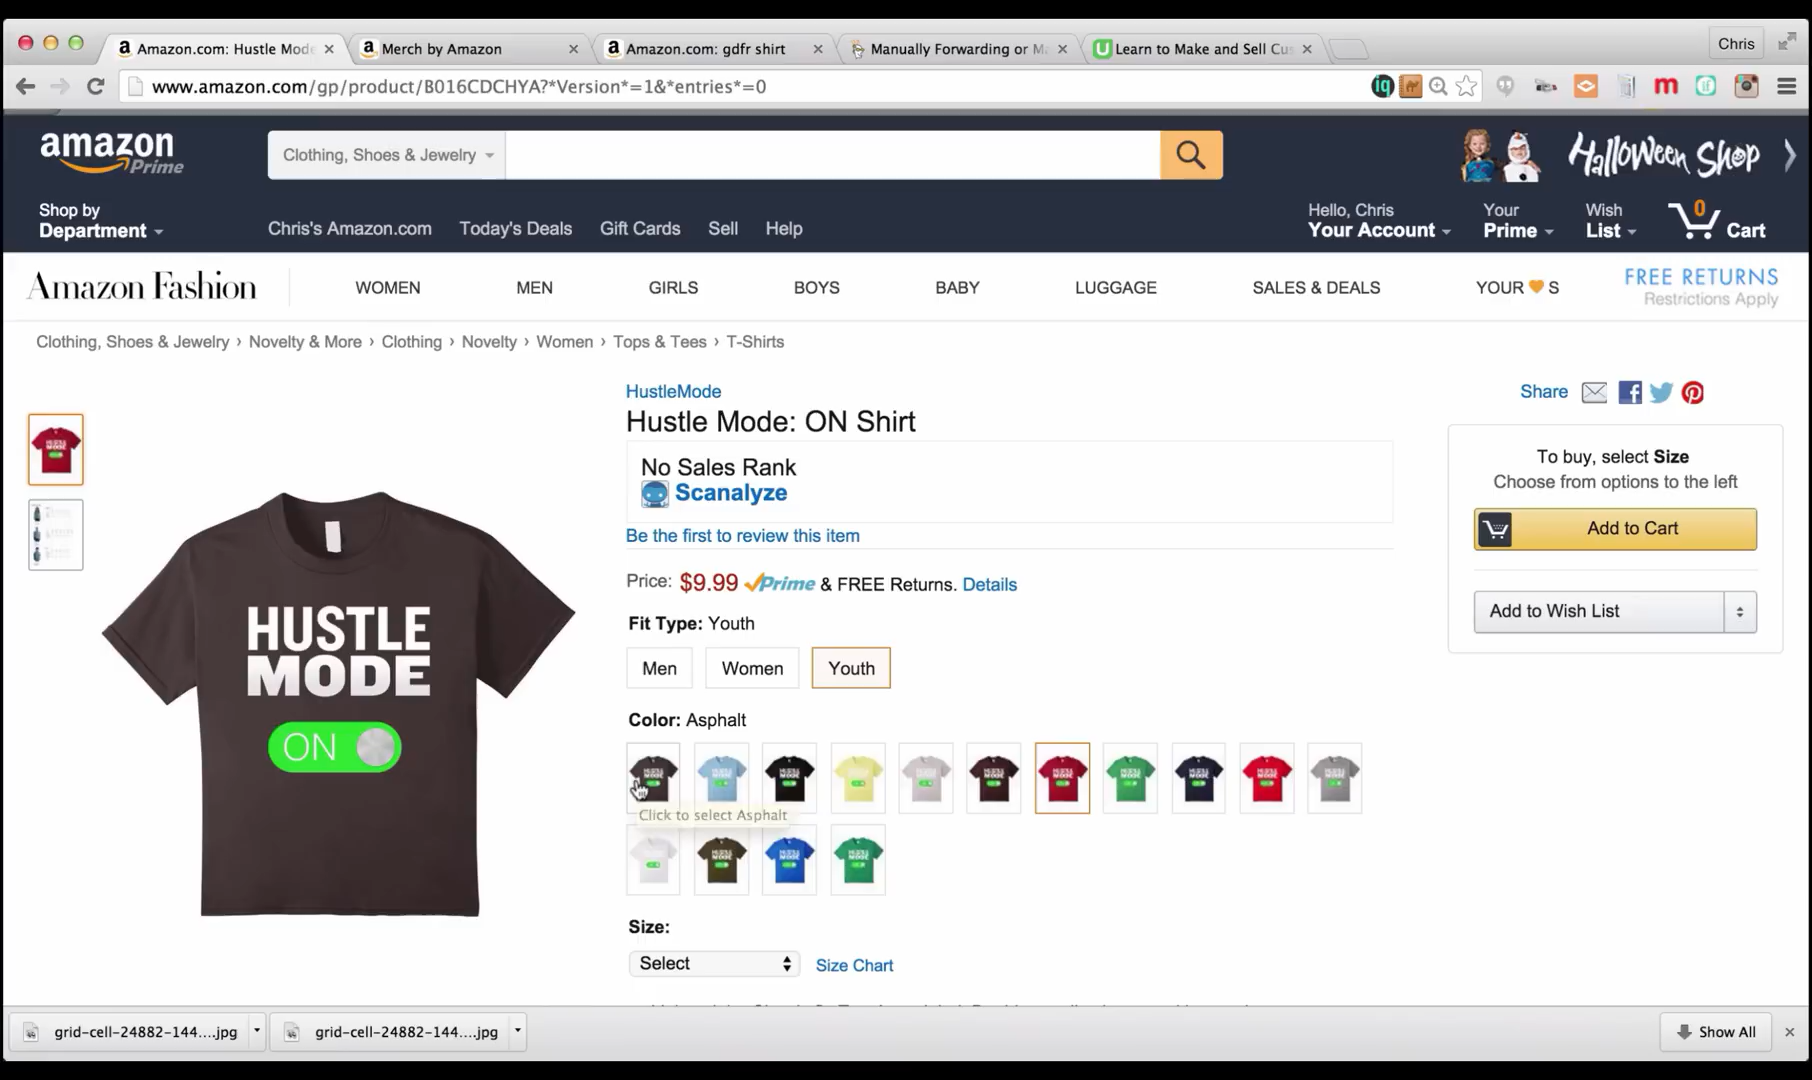 Amazon.com: Hustle Mode
Merch by Amazon
Amazon.com: gdfr shirt
Manually Forwarding or Ma
Learn to Make and Sell Cus
Chris
www.amazon.com/gp/product/B016CDCHYA?*Version*=1&*entries*=0
iq
m
if
amazon Prime
Clothing, Shoes & Jewelry
Halloween Shop
Shop by Department
Chris's Amazon.com
Today's Deals
Gift Cards
Sell
Help
Hello, Chris
Your Account
Your Prime
Wish List
0 Cart
Amazon Fashion
WOMEN
MEN
GIRLS
BOYS
BABY
LUGGAGE
SALES & DEALS
YOUR 🧡 S
FREE RETURNS
Restrictions Apply
Clothing, Shoes & Jewelry › Novelty & More › Clothing › Novelty › Women › Tops & Tees › T-Shirts
HustleMode
Hustle Mode: ON Shirt
No Sales Rank
Scanalyze
Be the first to review this item
Price: $9.99 Prime & FREE Returns. Details
Fit Type: Youth
Men
Women
Youth
Color: Asphalt
Click to select Asphalt
Size:
Select
Size Chart
HUSTLE
MODE
ON
Share
To buy, select Size
Choose from options to the left
Add to Cart
Add to Wish List
grid-cell-24882-144....jpg
grid-cell-24882-144....jpg
Show All